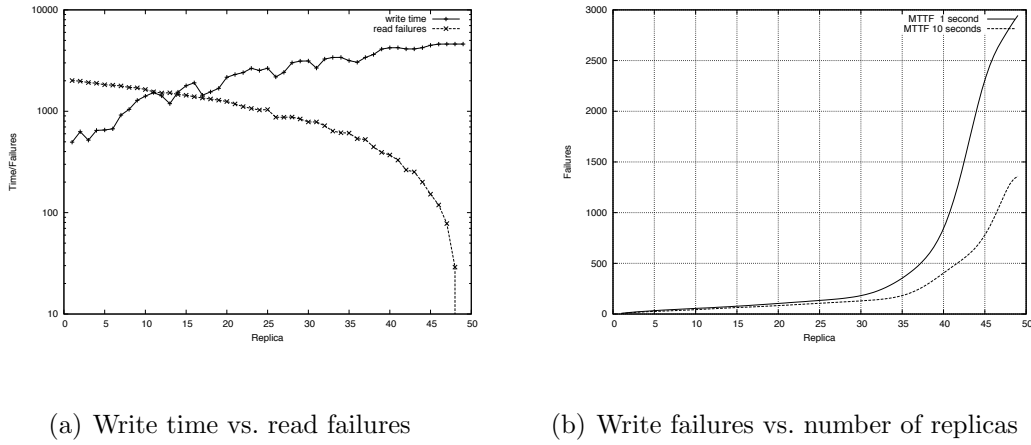 10000
1000
100
10
0 5 10 15 20 25 30 35 40 45 50
Time/Failures
Replica
write time
read failures
(a) Write time vs. read failures
3000
2500
2000
1500
1000
500
0
0 5 10 15 20 25 30 35 40 45 50
Failures
Replica
MTTF 1 second
MTTF 10 seconds
(b) Write failures vs. number of replicas